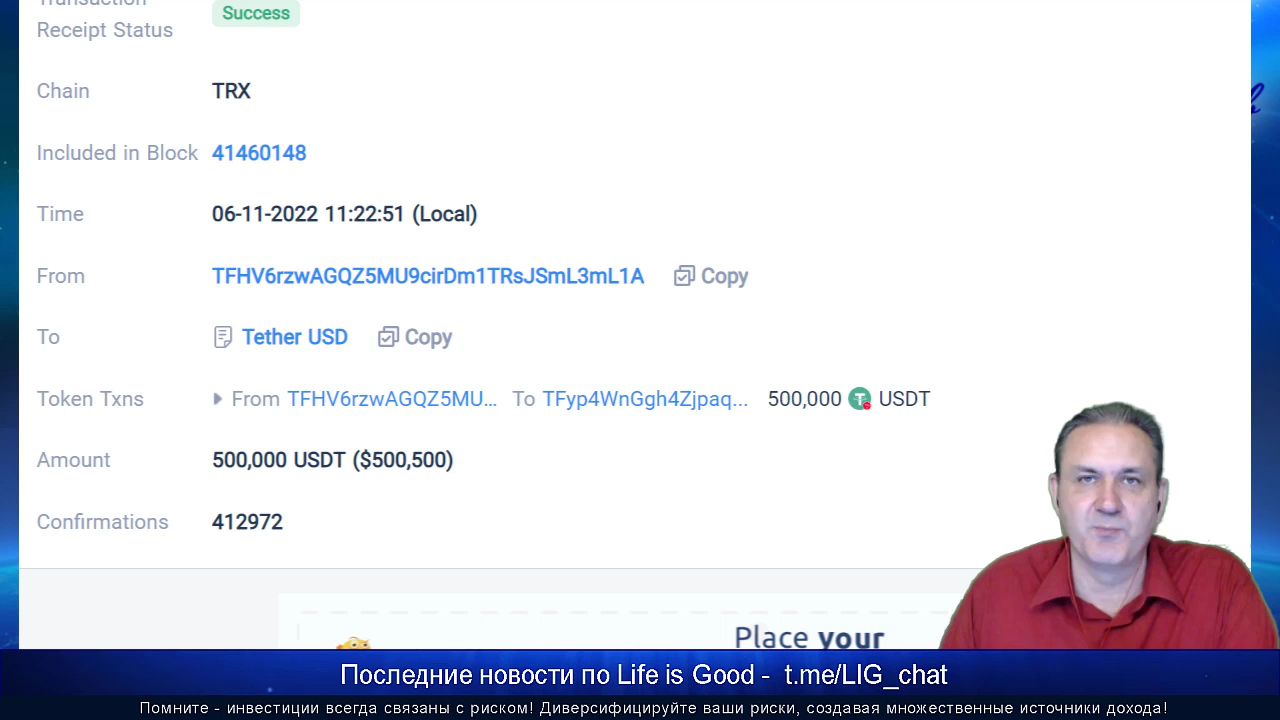 Transaction
Success
Receipt Status
Chain TRX
Included in Block 41460148
Time 06-11-2022 11:22:51 (Local)
From TFHV6rzwAGQZ5MU9cirDm1TRsJSmL3mL1A Copy
To Tether USD Copy
Token Txns From TFHV6rzwAGQZ5MU... To TFyp4WnGgh4Zjpaq... 500,000 USDT
Amount 500,000 USDT ($500,500)
Confirmations 412972
Place your
Последние новости по Life is Good - t.me/LIG_chat
Помните - инвестиции всегда связаны с риском! Диверсифицируйте ваши риски, создавая множественные источники дохода!